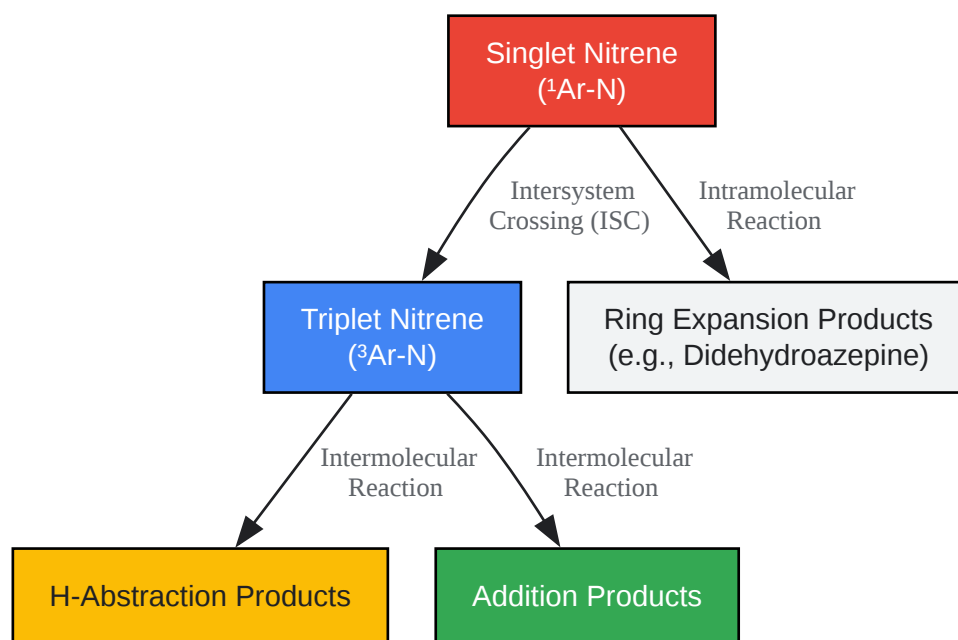 Singlet Nitrene
(¹Ar-N)
Intersystem
Crossing (ISC)
Intramolecular
Reaction
Triplet Nitrene
(³Ar-N)
Ring Expansion Products
(e.g., Didehydroazepine)
Intermolecular
Reaction
Intermolecular
Reaction
H-Abstraction Products
Addition Products